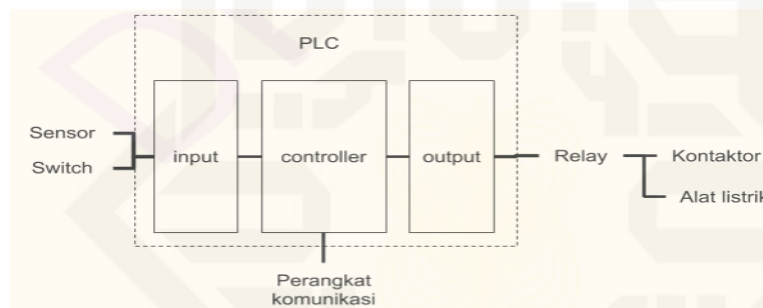 PLC
Sensor
Switch
input
controller
output
Relay
Kontaktor
Alat listrik
Perangkat
komunikasi